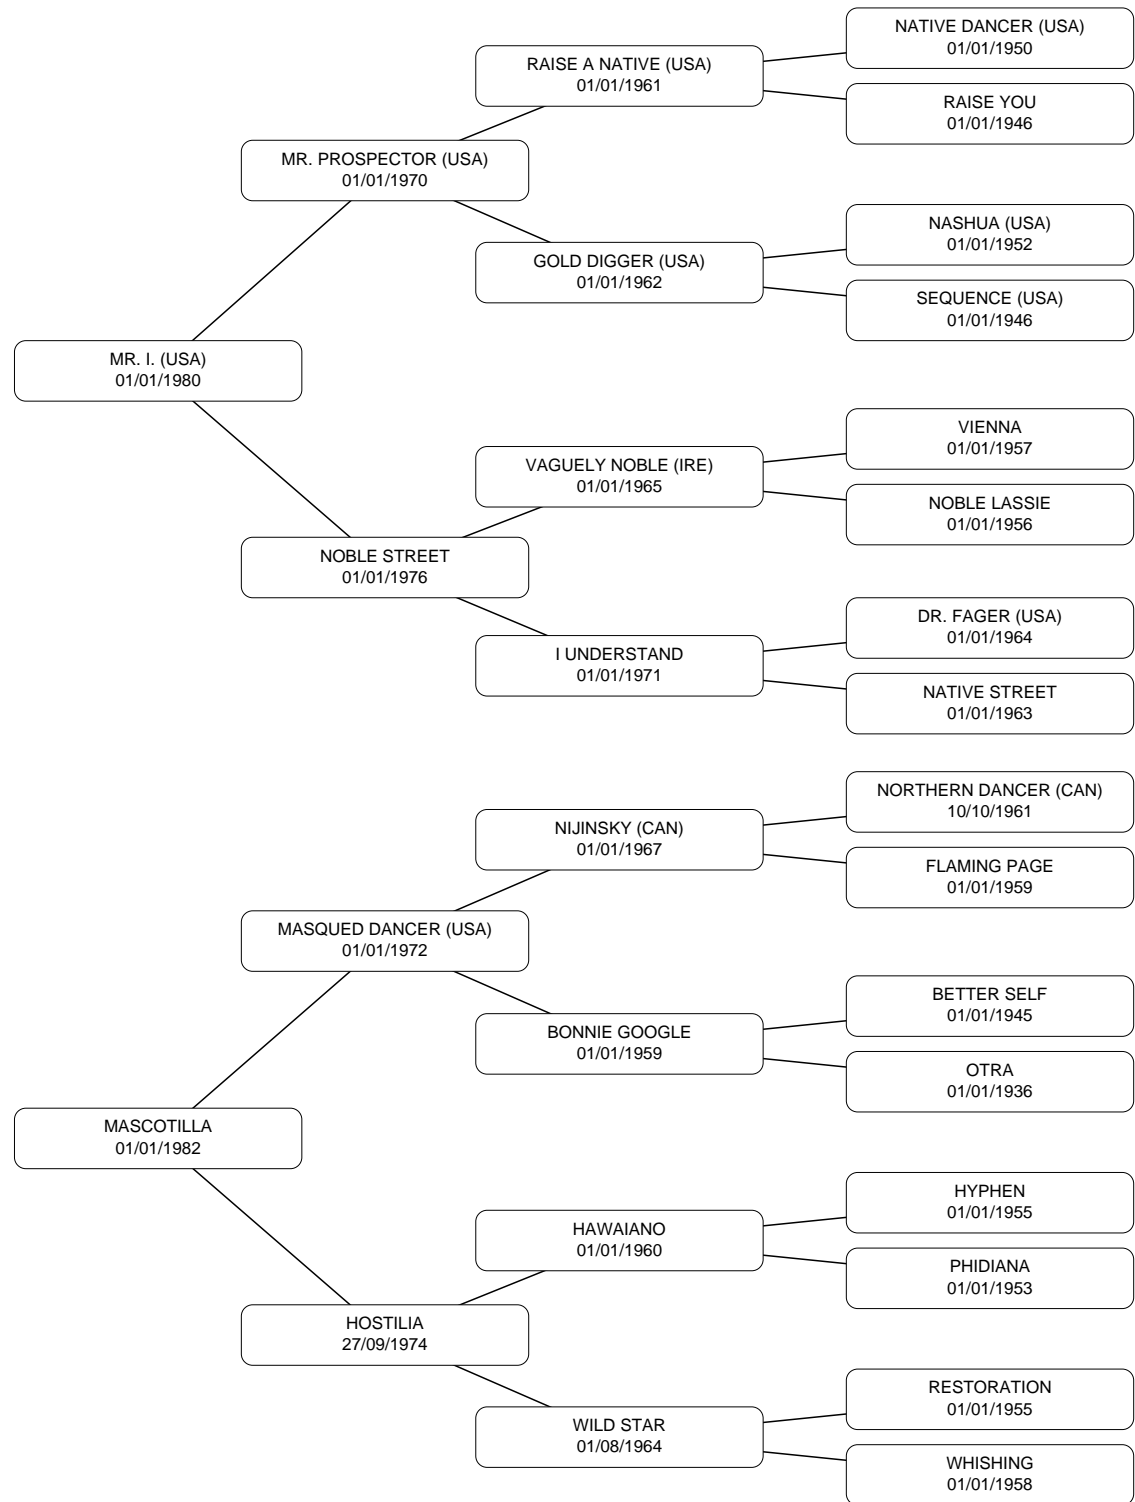 NATIVE DANCER (USA)
01/01/1950
RAISE A NATIVE (USA)
01/01/1961
RAISE YOU
01/01/1946
MR. PROSPECTOR (USA)
01/01/1970
NASHUA (USA)
01/01/1952
GOLD DIGGER (USA)
01/01/1962
SEQUENCE (USA)
01/01/1946
MR. I. (USA)
01/01/1980
VIENNA
01/01/1957
VAGUELY NOBLE (IRE)
01/01/1965
NOBLE LASSIE
01/01/1956
NOBLE STREET
01/01/1976
DR. FAGER (USA)
01/01/1964
I UNDERSTAND
01/01/1971
NATIVE STREET
01/01/1963
NORTHERN DANCER (CAN)
10/10/1961
NIJINSKY (CAN)
01/01/1967
FLAMING PAGE
01/01/1959
MASQUED DANCER (USA)
01/01/1972
BETTER SELF
01/01/1945
BONNIE GOOGLE
01/01/1959
OTRA
01/01/1936
MASCOTILLA
01/01/1982
HYPHEN
01/01/1955
HAWAIANO
01/01/1960
PHIDIANA
01/01/1953
HOSTILIA
27/09/1974
RESTORATION
01/01/1955
WILD STAR
01/08/1964
WHISHING
01/01/1958